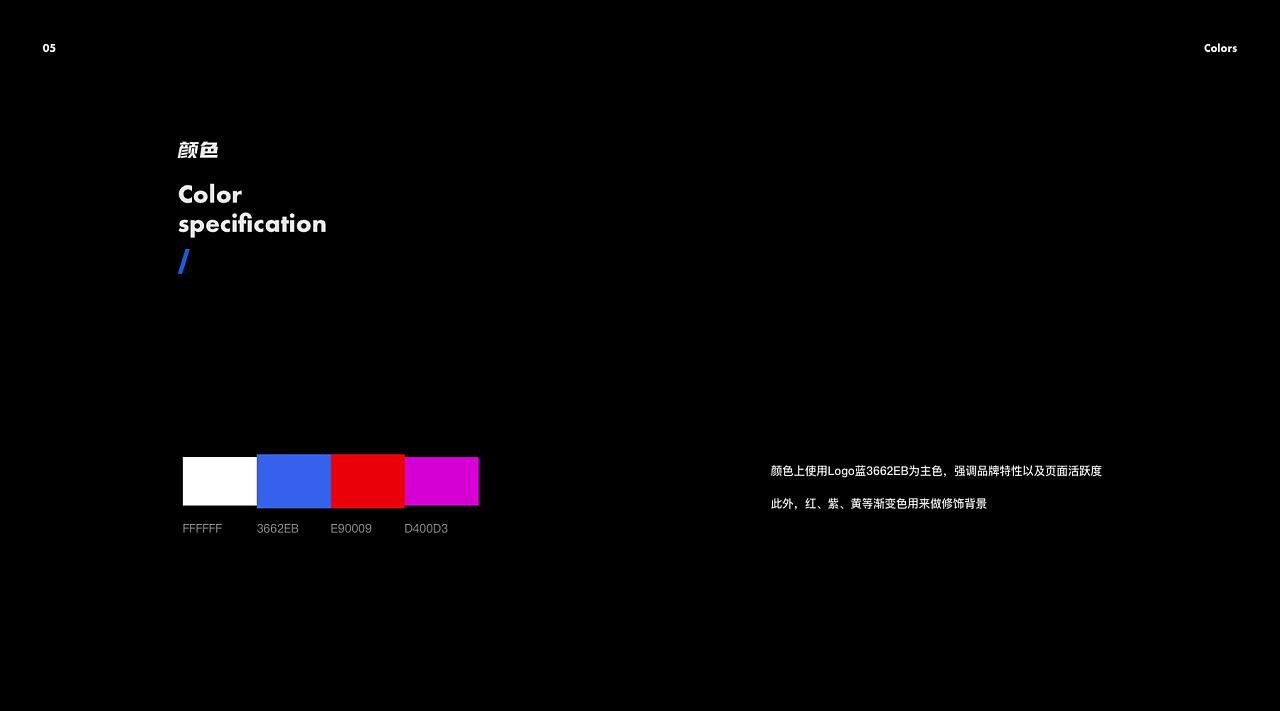 05
Colors
颜色
Color
specification
/
FFFFFF
3662EB
E90009
D400D3
颜色上使用Logo蓝3662EB为主色，强调品牌特性以及页面活跃度
此外，红、紫、黄等渐变色用来做修饰背景